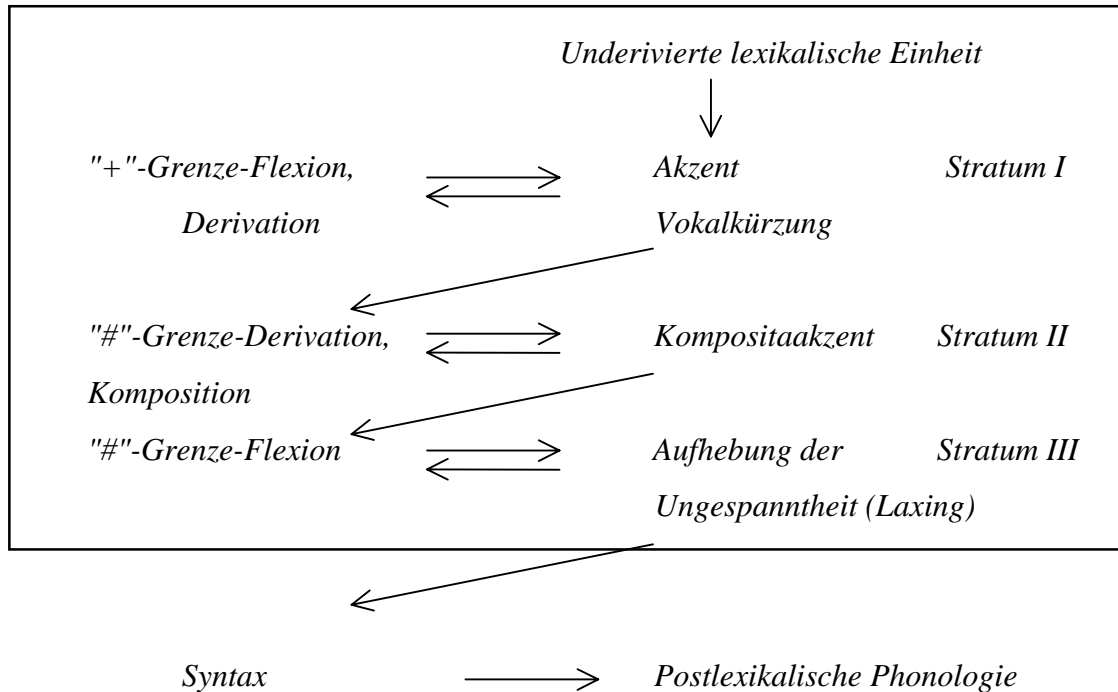 Underivierte lexikalische Einheit
"+"-Grenze-Flexion, Akzent Stratum I
Derivation Vokalkürzung
"#"-Grenze-Derivation, Kompositaakzent Stratum II
Komposition
"#"-Grenze-Flexion Aufhebung der Stratum III
Ungespanntheit (Laxing)
Syntax Postlexikalische Phonologie